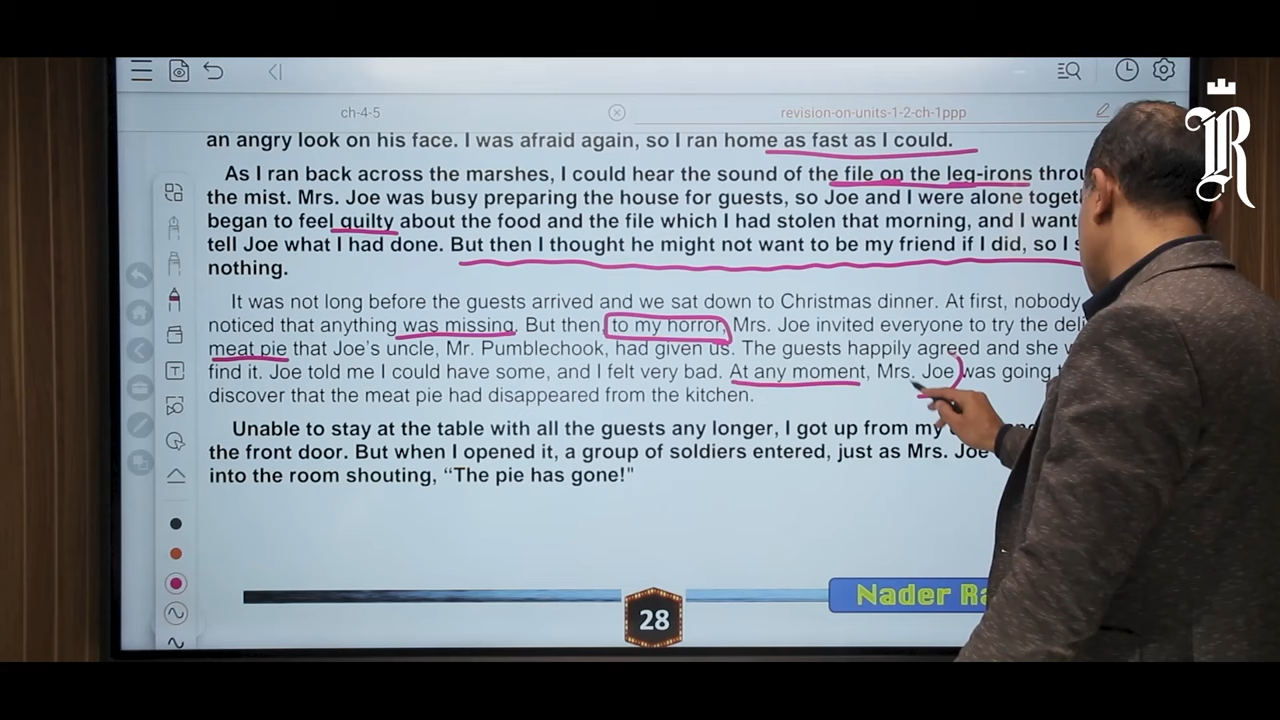 ch-4-5
revision-on-units-1-2-ch-1ppp
an angry look on his face. I was afraid again, so I ran home as fast as I could.
As I ran back across the marshes, I could hear the sound of the file on the leg-irons
the mist. Mrs. Joe was busy preparing the house for guests, so Joe and I were alone
began to feel guilty about the food and the file which I had stolen that morning, and I
tell Joe what I had done. But then I thought he might not want to be my friend if I did, so I
nothing.
It was not long before the guests arrived and we sat down to Christmas dinner. At first, nobody
noticed that anything was missing. But then, to my horror, Mrs. Joe invited everyone to try the
meat pie that Joe's uncle, Mr. Pumblechook, had given us. The guests happily agreed and she
find it. Joe told me I could have some, and I felt very bad. At any moment, Mrs. Joe was going
discover that the meat pie had disappeared from the kitchen.
Unable to stay at the table with all the guests any longer, I got up from my
the front door. But when I opened it, a group of soldiers entered, just as Mrs. Joe
into the room shouting, "The pie has gone!"
28
Nader
R